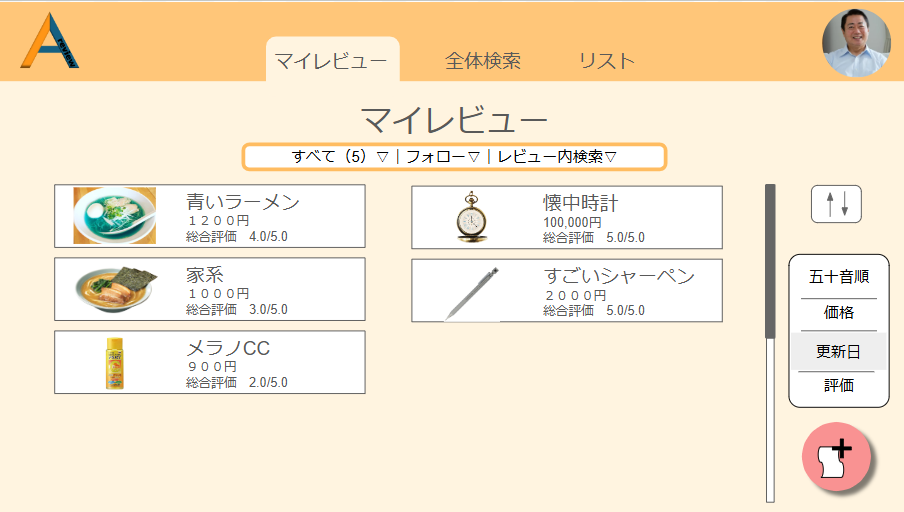 review
マイレビュー
全体検索
リスト
マイレビュー
すべて（5）▽｜フォロー▽｜レビュー内検索▽
青いラーメン
１２００円
総合評価　4.0/5.0
家系
１０００円
総合評価　3.0/5.0
メラノCC
９００円
総合評価　2.0/5.0
懐中時計
100,000円
総合評価　5.0/5.0
すごいシャーペン
２０００円
総合評価　5.0/5.0
五十音順
価格
更新日
評価